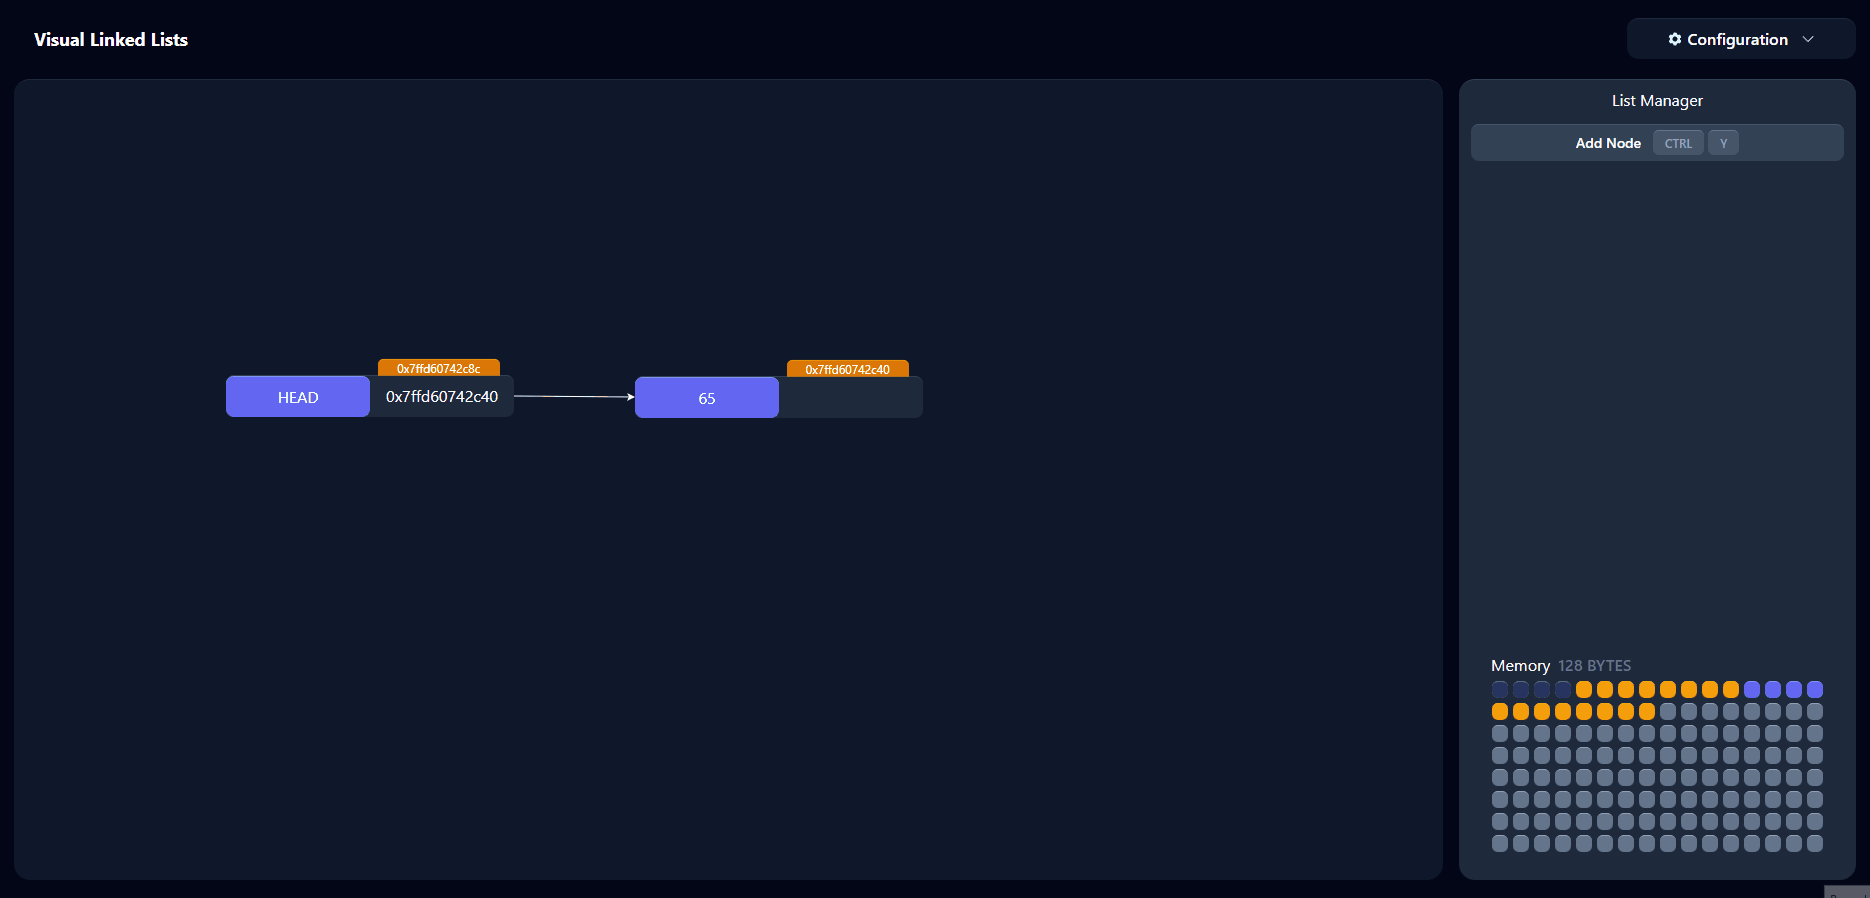 Visual Linked Lists
Configuration
List Manager
Add Node CTRL Y
0x7ffd60742c8c
HEAD 0x7ffd60742c40
0x7ffd60742c40
65
Memory 128 BYTES